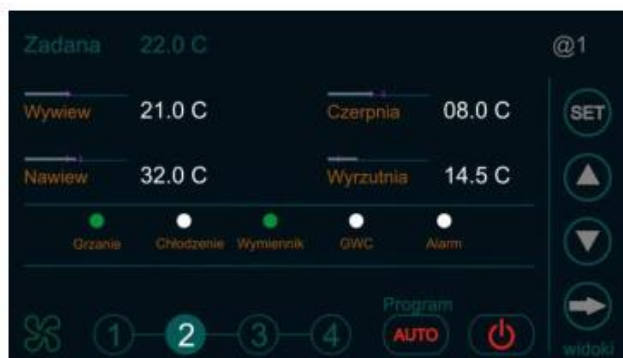 Zadana 22.0 C @1
Wywiew 21.0 C Czerpnia 08.0 C SET
Nawiew 32.0 C Wyrzutnia 14.5 C
Grzanie Chłodzenie Wymiennik GWC Alarm
Program
1 2 3 4 AUTO
widoki